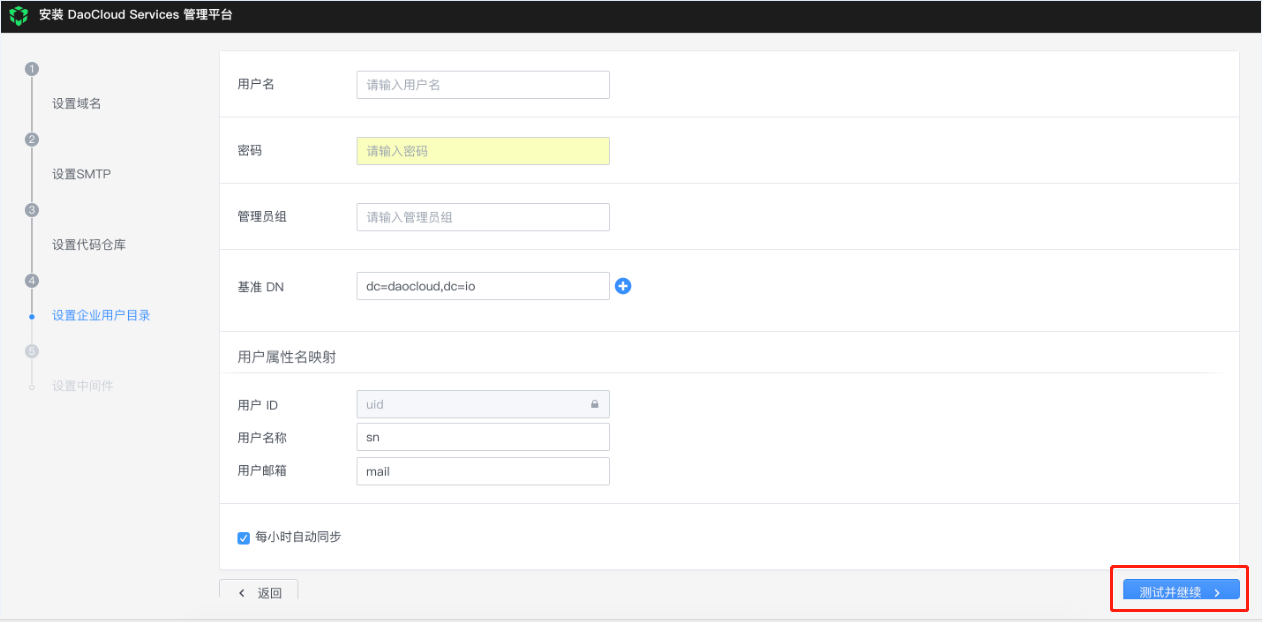 安装 DaoCloud Services 管理平台
1
设置域名
2
设置SMTP
3
设置代码仓库
4
设置企业用户目录
5
设置中间件
用户名 请输入用户名
密码 请输入密码
管理员组 请输入管理员组
基准 DN dc=daocloud,dc=io
用户属性名映射
用户 ID uid
用户名称 sn
用户邮箱 mail
每小时自动同步
返回
测试并继续